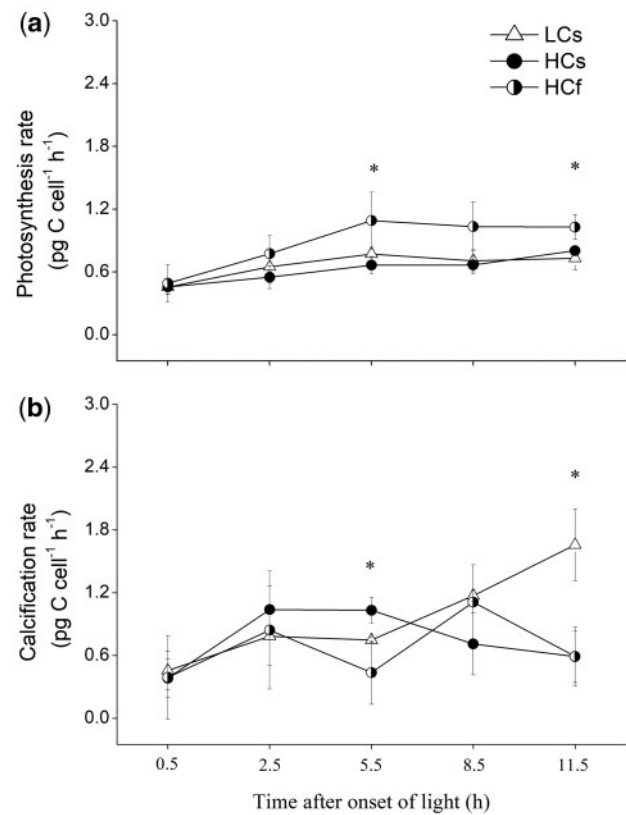 (a)
3.0
2.4
1.8
1.2
0.6
0.0
Photosynthesis rate
(pg C cell⁻¹ h⁻¹)
LCs
HCs
HCf
*
*
(b)
3.0
2.4
1.8
1.2
0.6
0.0
Calcification rate
(pg C cell⁻¹ h⁻¹)
*
*
0.5 2.5 5.5 8.5 11.5
Time after onset of light (h)